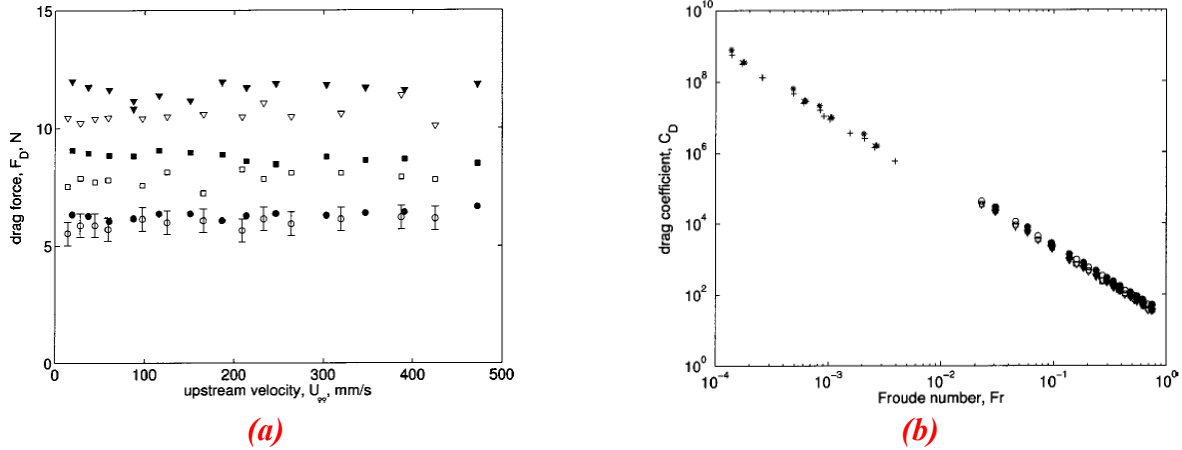 15
10
5
0
drag force, F_D, N
0 100 200 300 400 500
upstream velocity, U_∞, mm/s
(a)
10^10
10^8
10^6
10^4
10^2
10^0
drag coefficient, C_D
10^-4 10^-3 10^-2 10^-1 10^0
Froude number, Fr
(b)